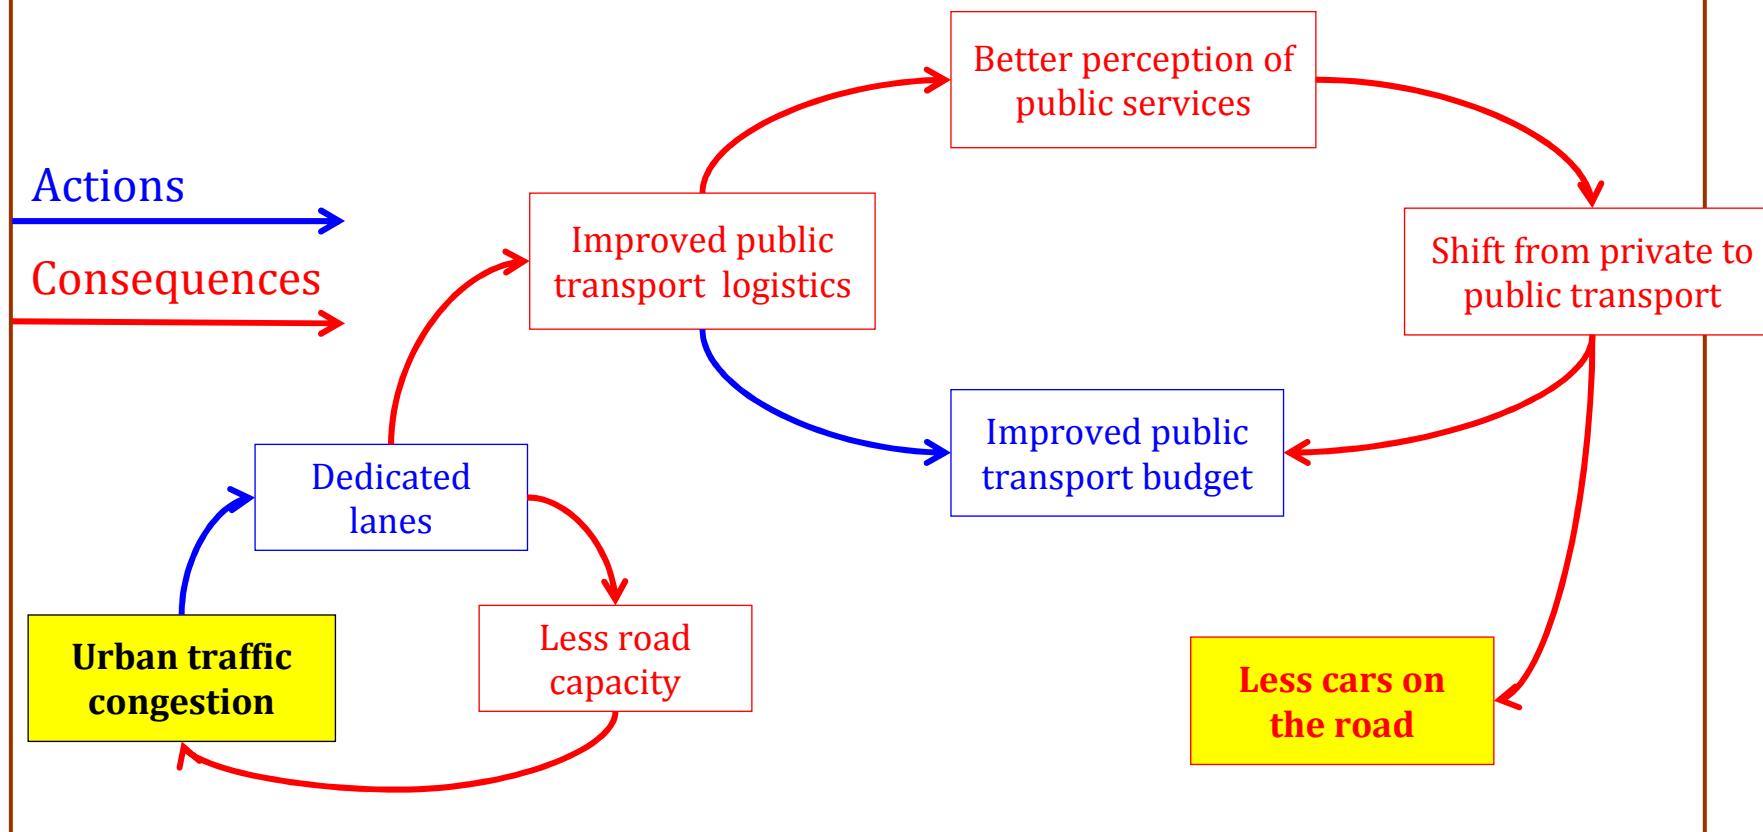 Better perception of
public services
Actions
Consequences
Improved public
transport logistics
Shift from private to
public transport
Improved public
transport budget
Dedicated
lanes
Urban traffic
congestion
Less road
capacity
Less cars on
the road